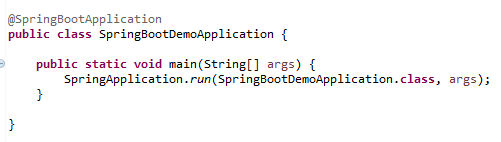 @SpringBootApplication
public class SpringBootDemoApplication {
public static void main(String[] args) {
SpringApplication.run(SpringBootDemoApplication.class, args);
}
}